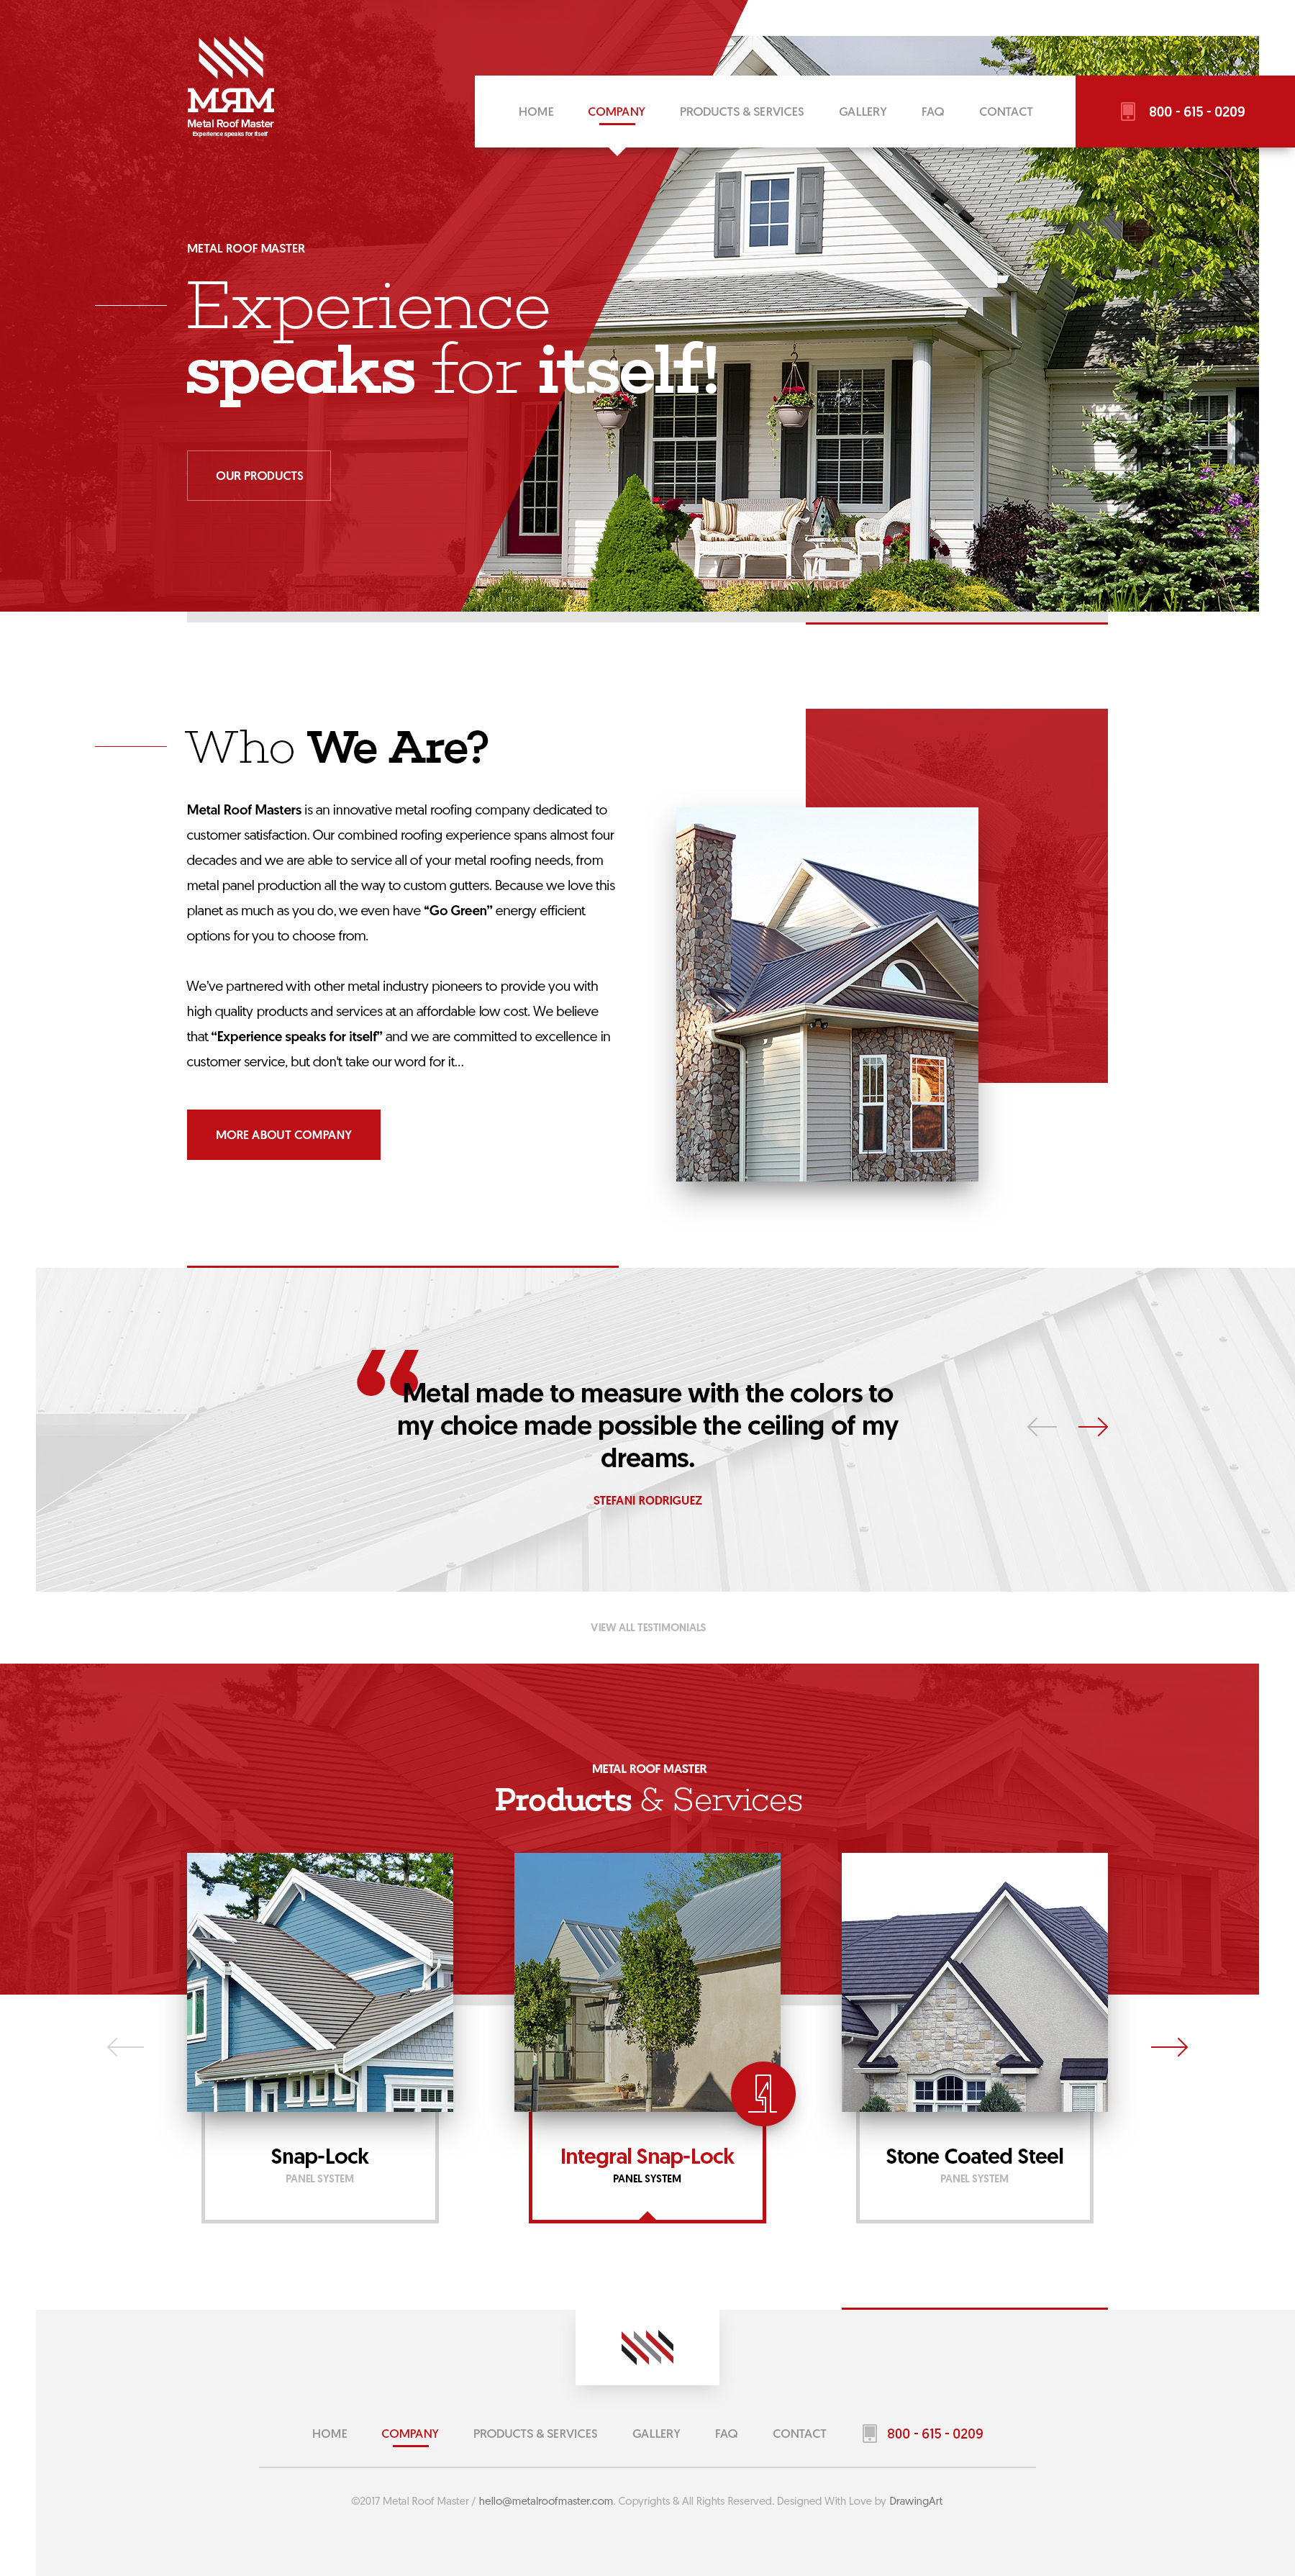 MЯM
Metal Roof Master
Experience speaks for itself
HOME COMPANY PRODUCTS & SERVICES GALLERY FAQ CONTACT 800 - 615 - 0209
METAL ROOF MASTER
Experience
speaks for itself!
OUR PRODUCTS
Who We Are?
Metal Roof Masters is an innovative metal roofing company dedicated to
customer satisfaction. Our combined roofing experience spans almost four
decades and we are able to service all of your metal roofing needs, from
metal panel production all the way to custom gutters. Because we love this
planet as much as you do, we even have “Go Green” energy efficient
options for you to choose from.
We’ve partnered with other metal industry pioneers to provide you with
high quality products and services at an affordable low cost. We believe
that “Experience speaks for itself” and we are committed to excellence in
customer service, but don’t take our word for it...
MORE ABOUT COMPANY
“
Metal made to measure with the colors to
my choice made possible the ceiling of my
dreams.
STEFANI RODRIGUEZ
VIEW ALL TESTIMONIALS
METAL ROOF MASTER
Products & Services
Snap-Lock
PANEL SYSTEM
Integral Snap-Lock
PANEL SYSTEM
Stone Coated Steel
PANEL SYSTEM
HOME COMPANY PRODUCTS & SERVICES GALLERY FAQ CONTACT 800 - 615 - 0209
©2017 Metal Roof Master / hello@metalroofmaster.com. Copyrights & All Rights Reserved. Designed With Love by DrawingArt